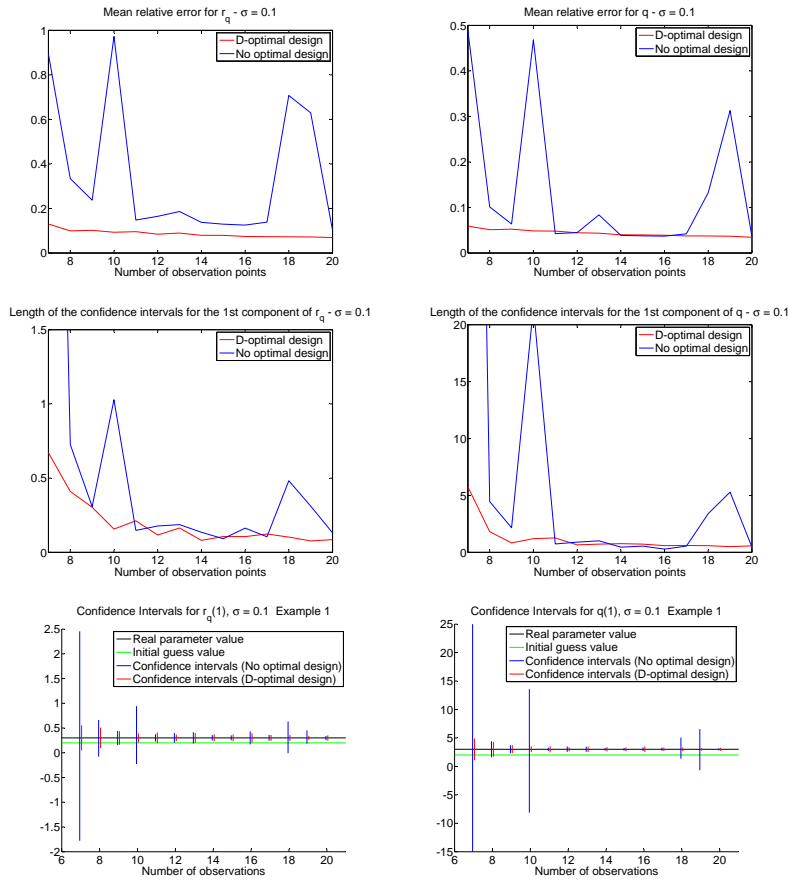 Mean relative error for r_q - σ = 0.1
1
0.8
0.6
0.4
0.2
0
D-optimal design
No optimal design
8 10 12 14 16 18 20
Number of observation points
Mean relative error for q - σ = 0.1
0.5
0.4
0.3
0.2
0.1
0
D-optimal design
No optimal design
8 10 12 14 16 18 20
Number of observation points
Length of the confidence intervals for the 1st component of r_q - σ = 0.1
1.5
1
0.5
0
D-optimal design
No optimal design
8 10 12 14 16 18 20
Number of observation points
Length of the confidence intervals for the 1st component of q - σ = 0.1
20
15
10
5
0
D-optimal design
No optimal design
8 10 12 14 16 18 20
Number of observation points
Confidence Intervals for r_q(1), σ = 0.1 Example 1
2.5
2
1.5
1
0.5
0
-0.5
-1
-1.5
-2
Real parameter value
Initial guess value
Confidence intervals (No optimal design)
Confidence intervals (D-optimal design)
6 8 10 12 14 16 18 20
Number of observations
Confidence Intervals for q(1), σ = 0.1 Example 1
25
20
15
10
5
0
-5
-10
-15
Real parameter value
Initial guess value
Confidence intervals (No optimal design)
Confidence intervals (D-optimal design)
6 8 10 12 14 16 18 20
Number of observations